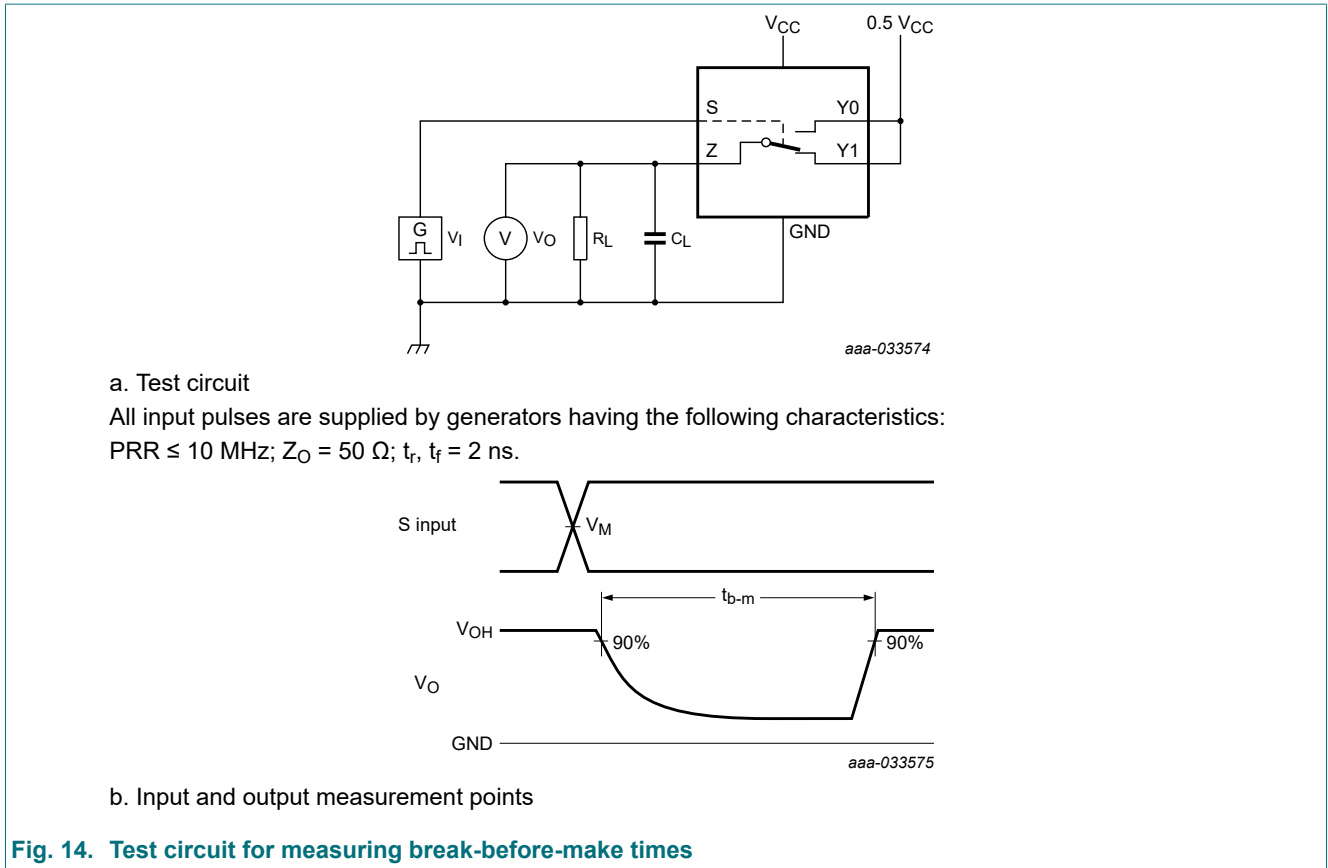 VCC
0.5 VCC
S
Y0
Z
Y1
G
VI
V
VO
RL
CL
GND
aaa-033574
a. Test circuit
All input pulses are supplied by generators having the following characteristics:
PRR ≤ 10 MHz; ZO = 50 Ω; tr, tf = 2 ns.
S input
VM
tb-m
VOH
90%
90%
VO
GND
aaa-033575
b. Input and output measurement points
Fig. 14. Test circuit for measuring break-before-make times